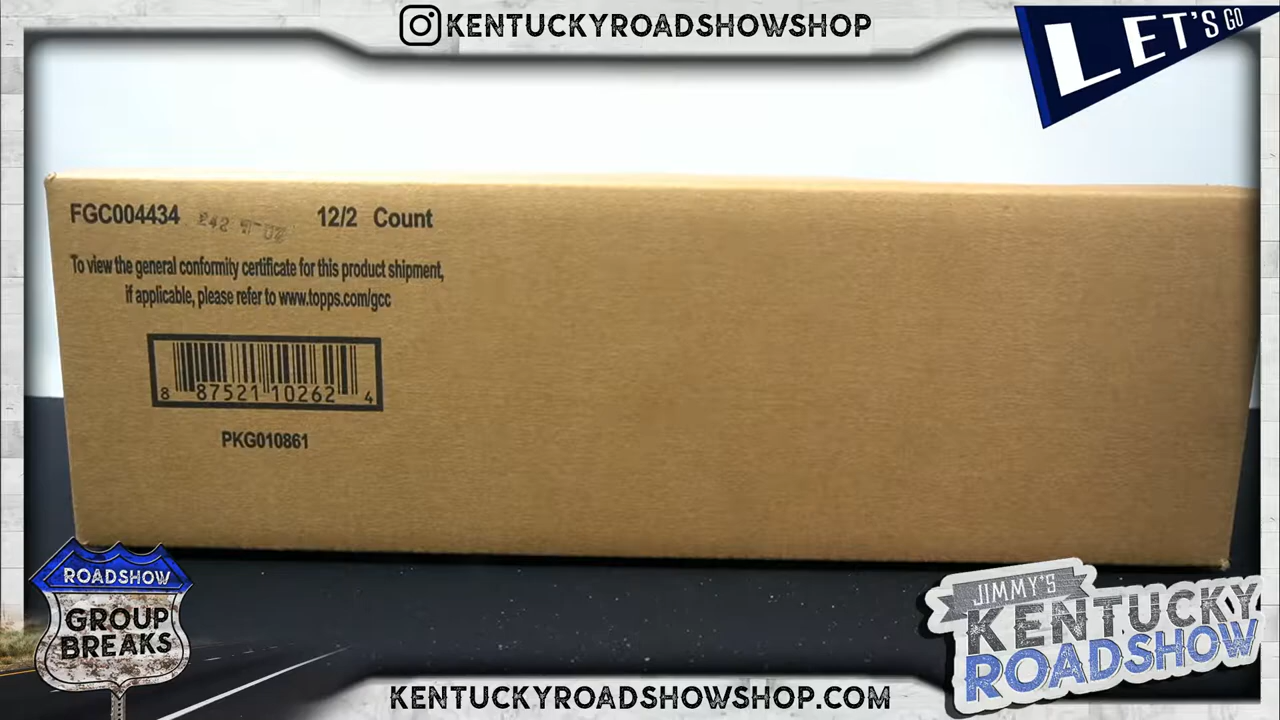 KENTUCKYROADSHOWSHOP
LET'S GO
FGC004434
12/2 Count
To view the general conformity certificate for this product shipment,
if applicable, please refer to www.topps.com/gcc
8 87521 10262 4
PKG010861
ROADSHOW
GROUP
BREAKS
JIMMY'S
KENTUCKY
ROADSHOW
KENTUCKYROADSHOWSHOP.COM